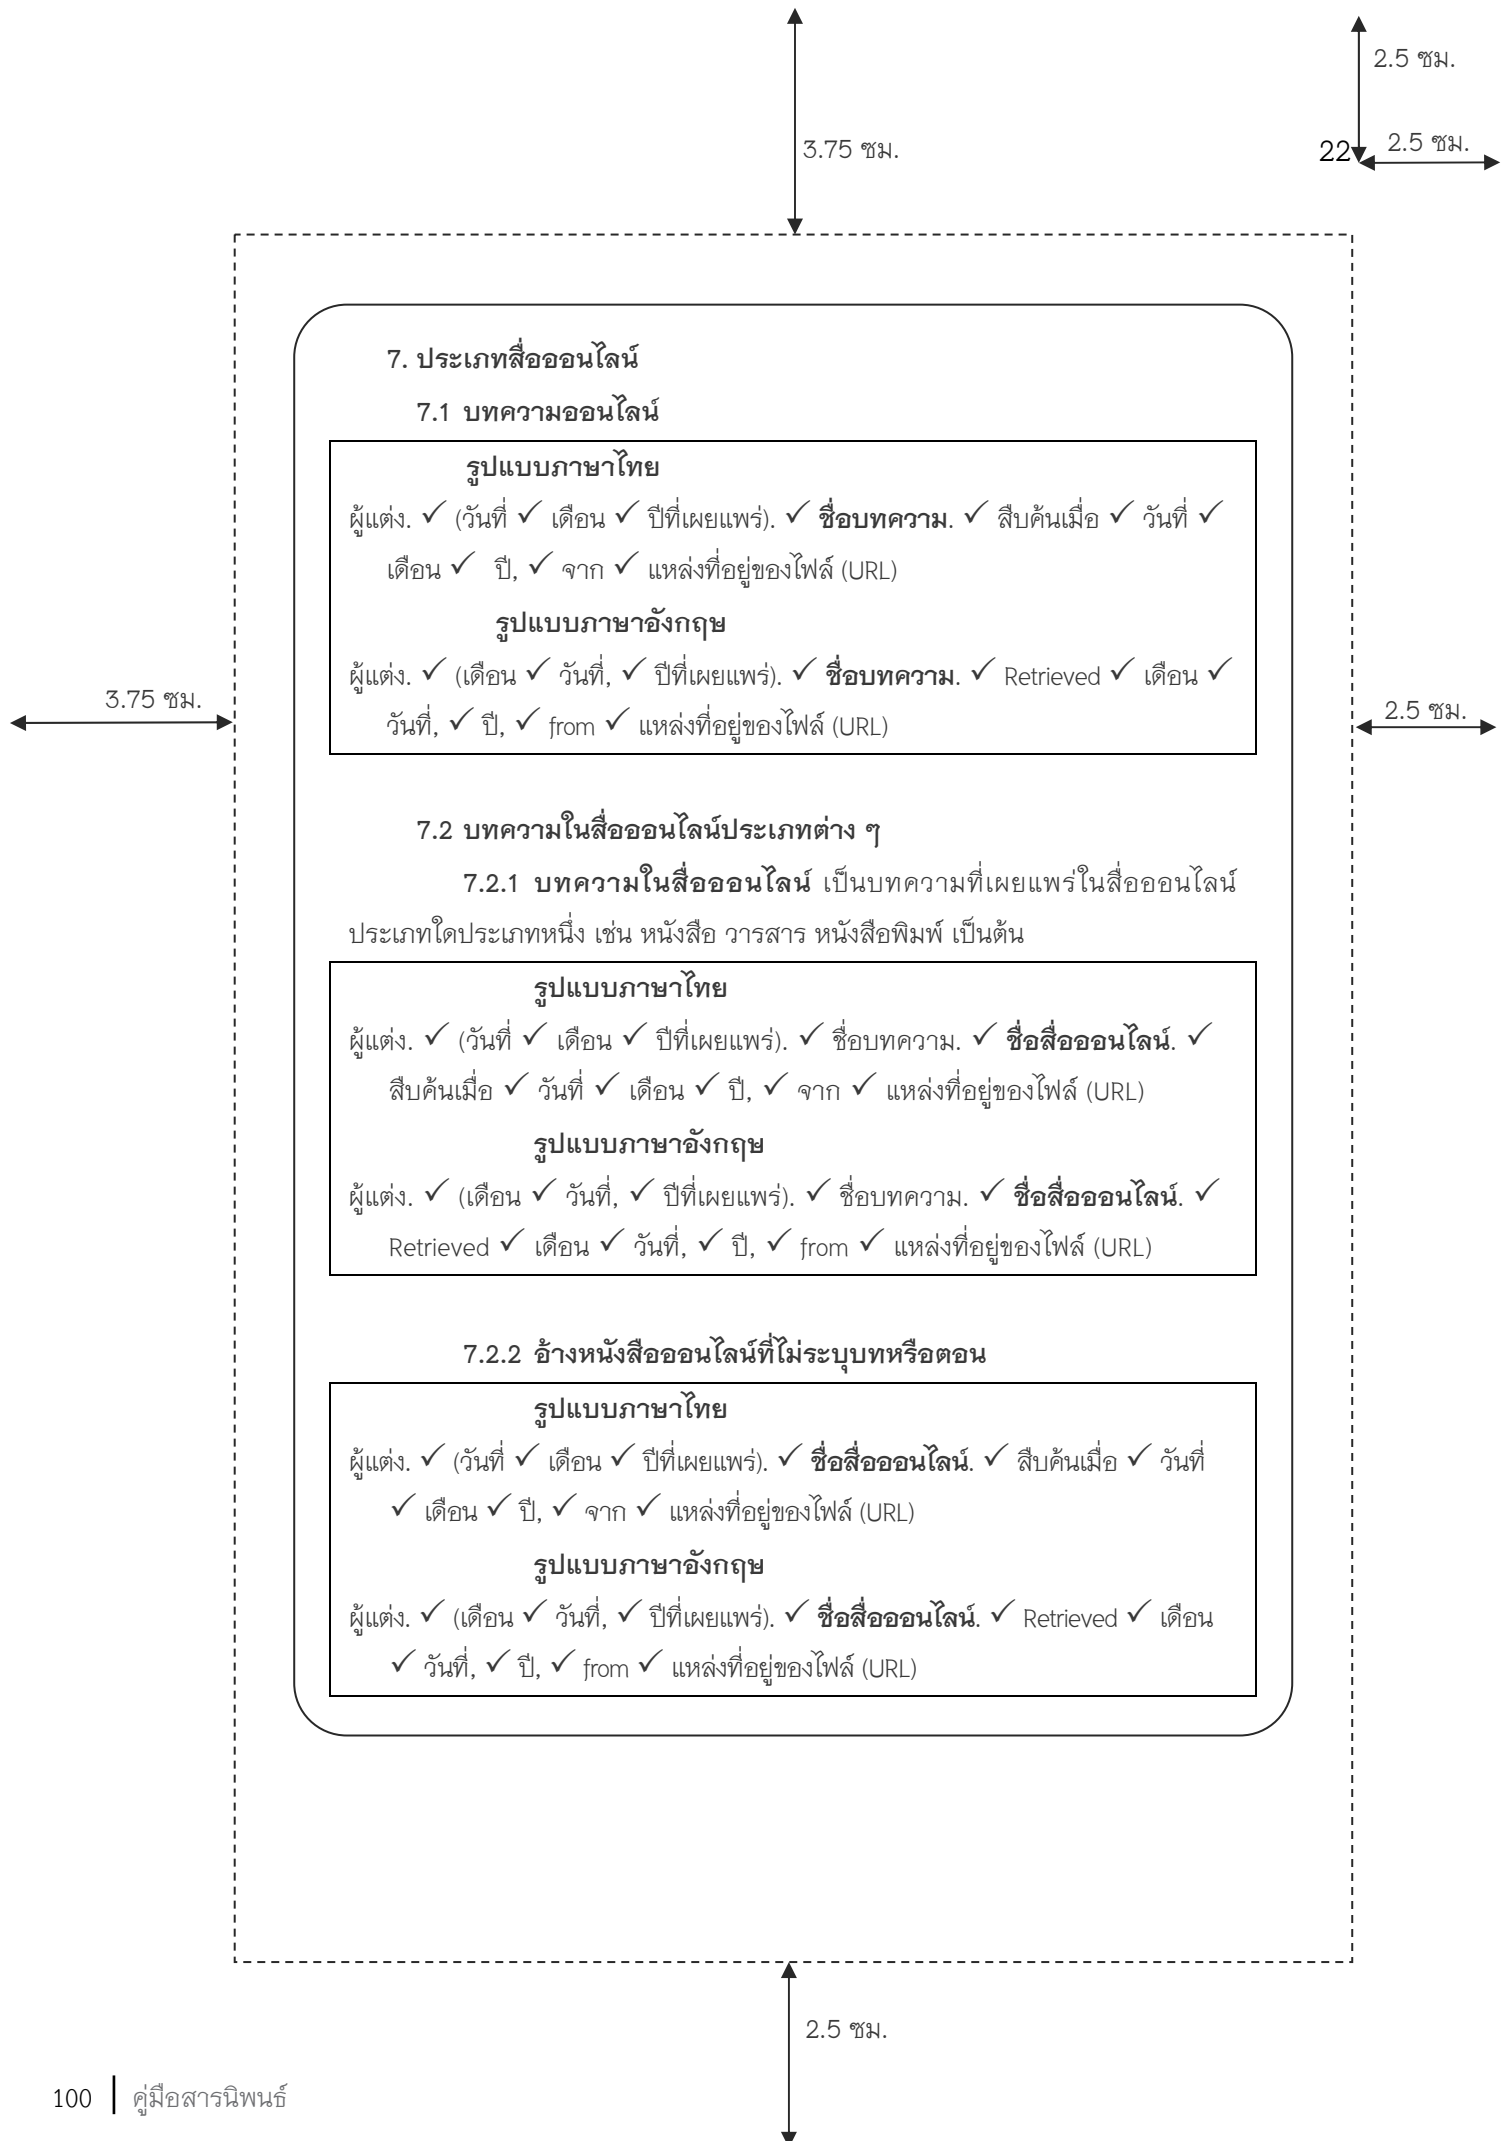 2.5 ซม.
3.75 ซม.
22
2.5 ซม.
7. ประเภทสื่อออนไลน์
7.1 บทความออนไลน์
รูปแบบภาษาไทย
ผู้แต่ง. ✓ (วันที่ ✓ เดือน ✓ ปีที่เผยแพร่). ✓ ชื่อบทความ. ✓ สืบค้นเมื่อ ✓ วันที่ ✓
เดือน ✓ ปี, ✓ จาก ✓ แหล่งที่อยู่ของไฟล์ (URL)
รูปแบบภาษาอังกฤษ
ผู้แต่ง. ✓ (เดือน ✓ วันที่, ✓ ปีที่เผยแพร่). ✓ ชื่อบทความ. ✓ Retrieved ✓ เดือน ✓
วันที่, ✓ ปี, ✓ from ✓ แหล่งที่อยู่ของไฟล์ (URL)
3.75 ซม.
2.5 ซม.
7.2 บทความในสื่อออนไลน์ประเภทต่าง ๆ
7.2.1 บทความในสื่อออนไลน์ เป็นบทความที่เผยแพร่ในสื่อออนไลน์
ประเภทใดประเภทหนึ่ง เช่น หนังสือ วารสาร หนังสือพิมพ์ เป็นต้น
รูปแบบภาษาไทย
ผู้แต่ง. ✓ (วันที่ ✓ เดือน ✓ ปีที่เผยแพร่). ✓ ชื่อบทความ. ✓ ชื่อสื่อออนไลน์. ✓
สืบค้นเมื่อ ✓ วันที่ ✓ เดือน ✓ ปี, ✓ จาก ✓ แหล่งที่อยู่ของไฟล์ (URL)
รูปแบบภาษาอังกฤษ
ผู้แต่ง. ✓ (เดือน ✓ วันที่, ✓ ปีที่เผยแพร่). ✓ ชื่อบทความ. ✓ ชื่อสื่อออนไลน์. ✓
Retrieved ✓ เดือน ✓ วันที่, ✓ ปี, ✓ from ✓ แหล่งที่อยู่ของไฟล์ (URL)
7.2.2 อ้างหนังสือออนไลน์ที่ไม่ระบุบทหรือตอน
รูปแบบภาษาไทย
ผู้แต่ง. ✓ (วันที่ ✓ เดือน ✓ ปีที่เผยแพร่). ✓ ชื่อสื่อออนไลน์. ✓ สืบค้นเมื่อ ✓ วันที่
✓ เดือน ✓ ปี, ✓ จาก ✓ แหล่งที่อยู่ของไฟล์ (URL)
รูปแบบภาษาอังกฤษ
ผู้แต่ง. ✓ (เดือน ✓ วันที่, ✓ ปีที่เผยแพร่). ✓ ชื่อสื่อออนไลน์. ✓ Retrieved ✓ เดือน
✓ วันที่, ✓ ปี, ✓ from ✓ แหล่งที่อยู่ของไฟล์ (URL)
2.5 ซม.
100 | คู่มือสารนิพนธ์